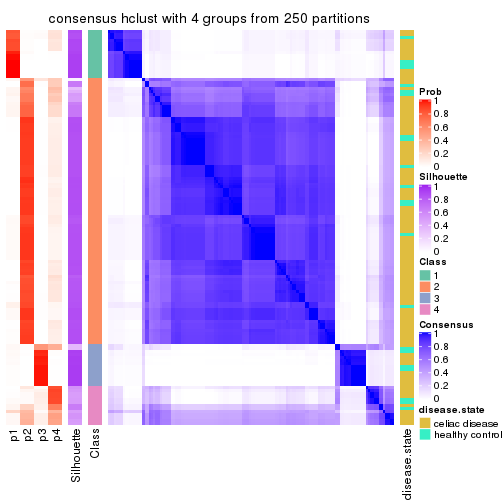 consensus hclust with 4 groups from 250 partitions
Prob
1
0.8
0.6
0.4
0.2
0
Silhouette
1
0.8
0.6
0.4
0.2
0
Class
1
2
3
4
Consensus
1
0.8
0.6
0.4
0.2
0
disease.state
celiac disease
healthy control
p1
p2
p3
p4
Silhouette
Class
disease.state